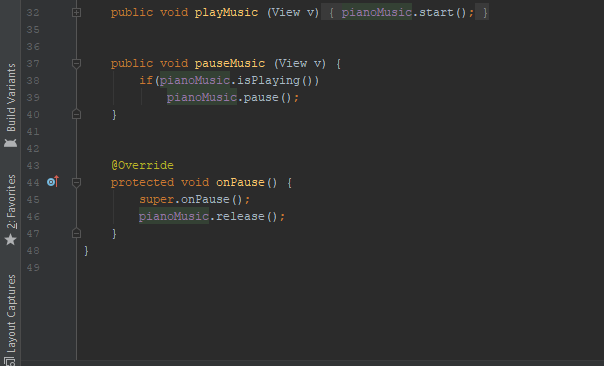 32 public void playMusic (View v) { pianoMusic.start(); }
35
36
37 public void pauseMusic (View v) {
38 if(pianoMusic.isPlaying())
39 pianoMusic.pause();
40 }
41
42
43 @Override
44 protected void onPause() {
45 super.onPause();
46 pianoMusic.release();
47 }
48 }
49
Build Variants
2: Favorites
Layout Captures